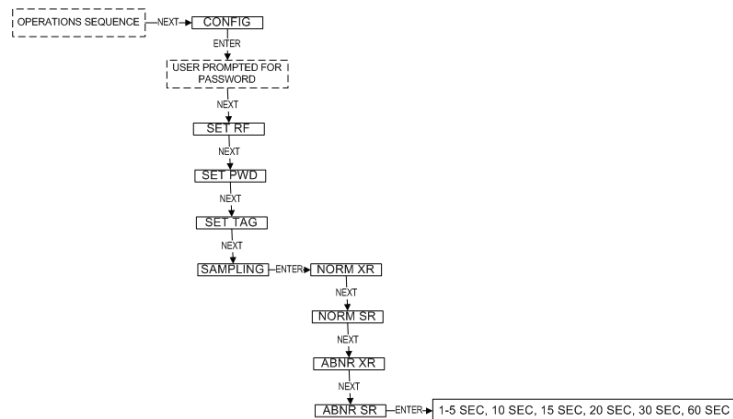 OPERATIONS SEQUENCE
NEXT
CONFIG
ENTER
USER PROMPTED FOR
PASSWORD
NEXT
SET RF
NEXT
SET PWD
NEXT
SET TAG
NEXT
SAMPLING
ENTER
NORM XR
NEXT
NORM SR
NEXT
ABNR XR
NEXT
ABNR SR
ENTER
1-5 SEC, 10 SEC, 15 SEC, 20 SEC, 30 SEC, 60 SEC